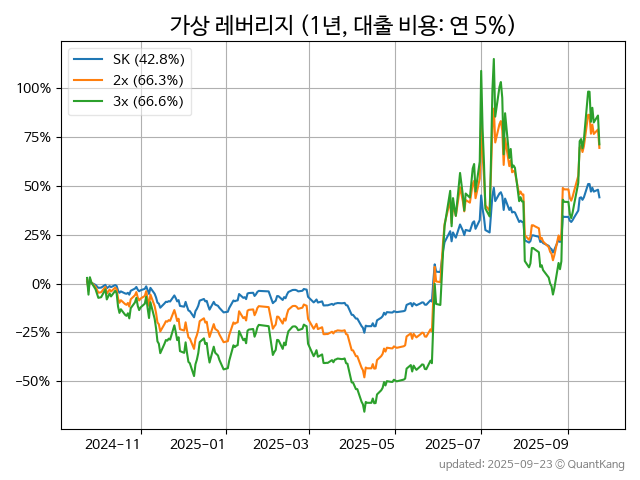 가상 레버리지 (1년, 대출 비용: 연 5%)
SK (42.8%)
2x (66.3%)
3x (66.6%)
100%
75%
50%
25%
0%
−25%
−50%
2024-11
2025-01
2025-03
2025-05
2025-07
2025-09
updated: 2025-09-23 © QuantKang